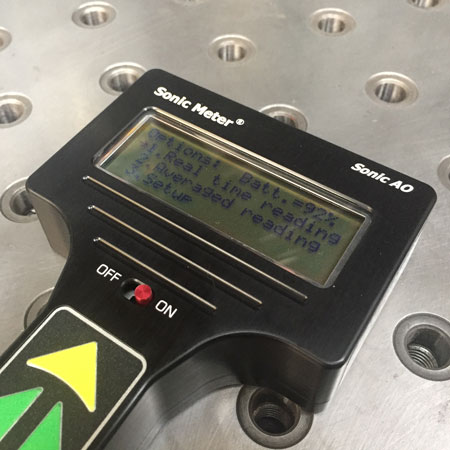 Sonic Meter®
Sonic AO
Options: Batt.=92%
1.Real time reading
2.Averaged reading
3.SetUP
OFF
ON